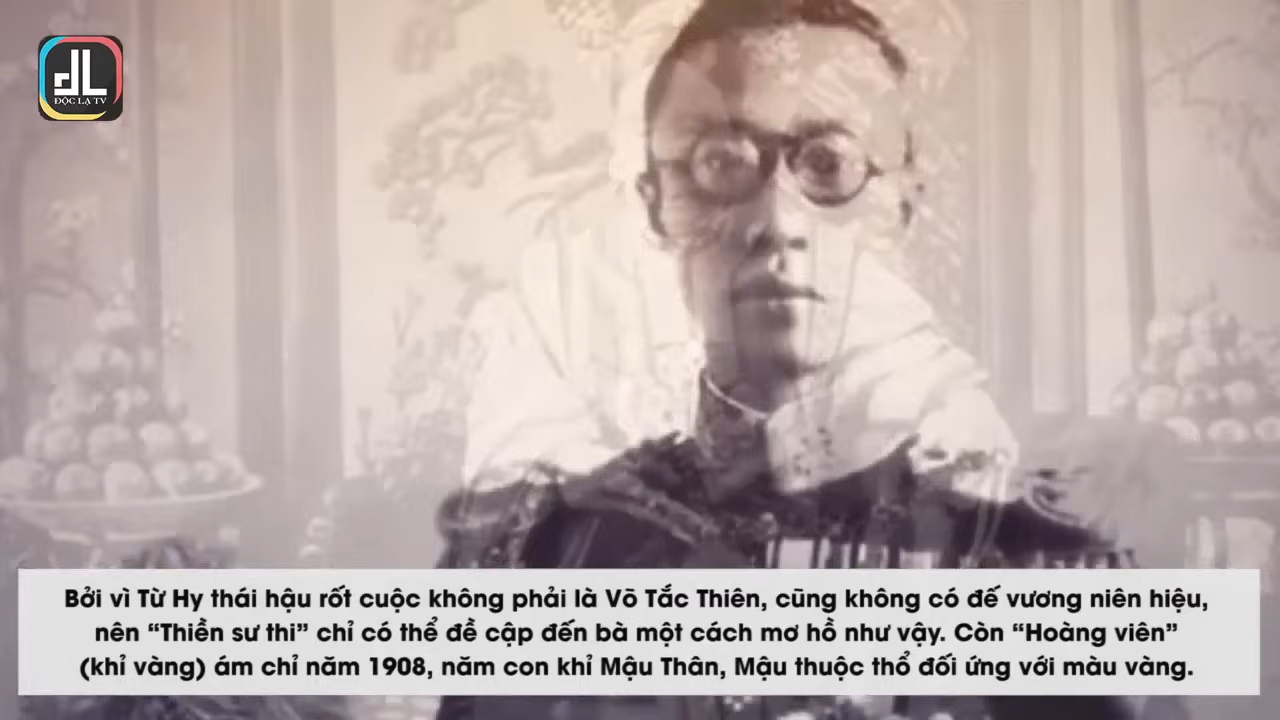 ĐỘC LẠ TV
Bởi vì Từ Hy thái hậu rốt cuộc không phải là Võ Tắc Thiên, cũng không có đế vương niên hiệu,
nên “Thiền sư thi” chỉ có thể đề cập đến bà một cách mơ hồ như vậy. Còn “Hoàng viên”
(khỉ vàng) ám chỉ năm 1908, năm con khỉ Mậu Thân, Mậu thuộc thổ đối ứng với màu vàng.